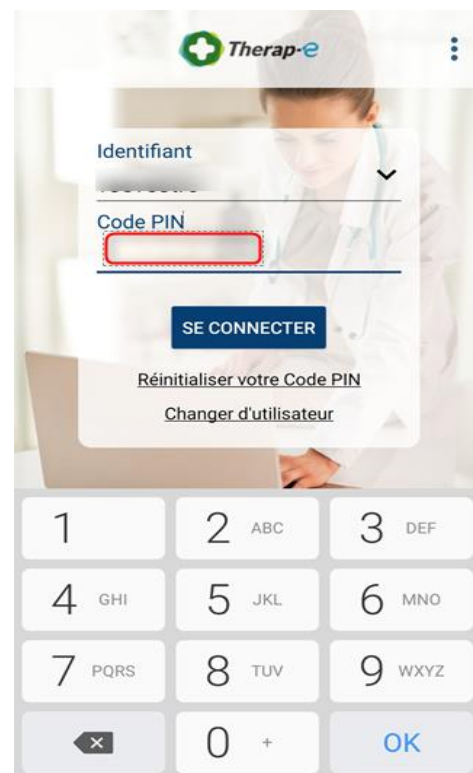 Therap-e
Identifiant
Code PIN
SE CONNECTER
Réinitialiser votre Code PIN
Changer d'utilisateur
1 2 ABC 3 DEF
4 GHI 5 JKL 6 MNO
7 PQRS 8 TUV 9 WXYZ
0 + OK